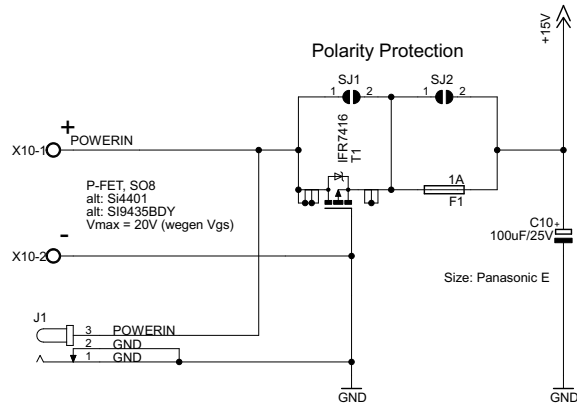 +15V
Polarity Protection
SJ1
1 2
SJ2
1 2
+
POWERIN
X10-1
IFR7416
T1
P-FET, SO8
alt: Si4401
alt: SI9435BDY
Vmax = 20V (wegen Vgs)
1A
F1
-
X10-2
C10
+
100uF/25V
Size: Panasonic E
J1
3 POWERIN
2 GND
1 GND
GND
GND